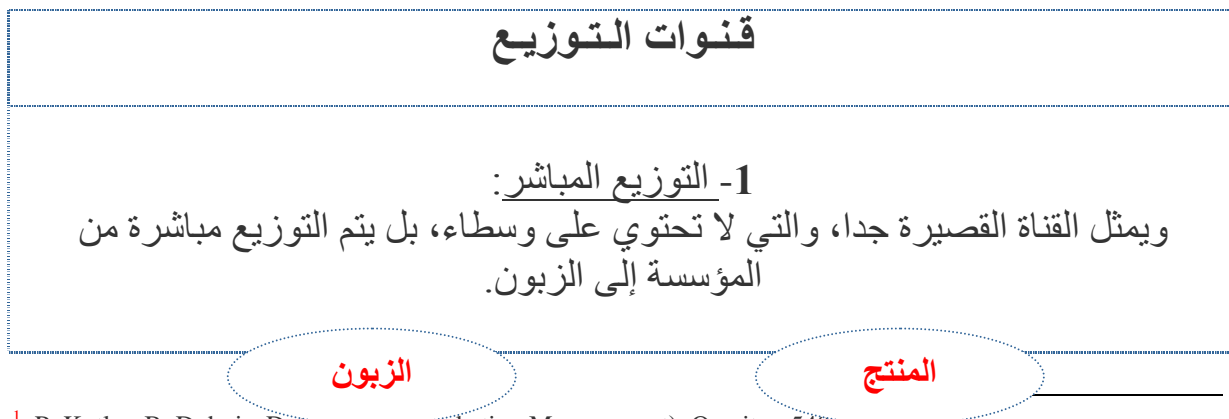 قنوات التوزيع
1- التوزيع المباشر:
ويمثل القناة القصيرة جدا، والتي لا تحتوي على وسطاء، بل يتم التوزيع مباشرة من
المؤسسة إلى الزبون.
المنتج
الزبون